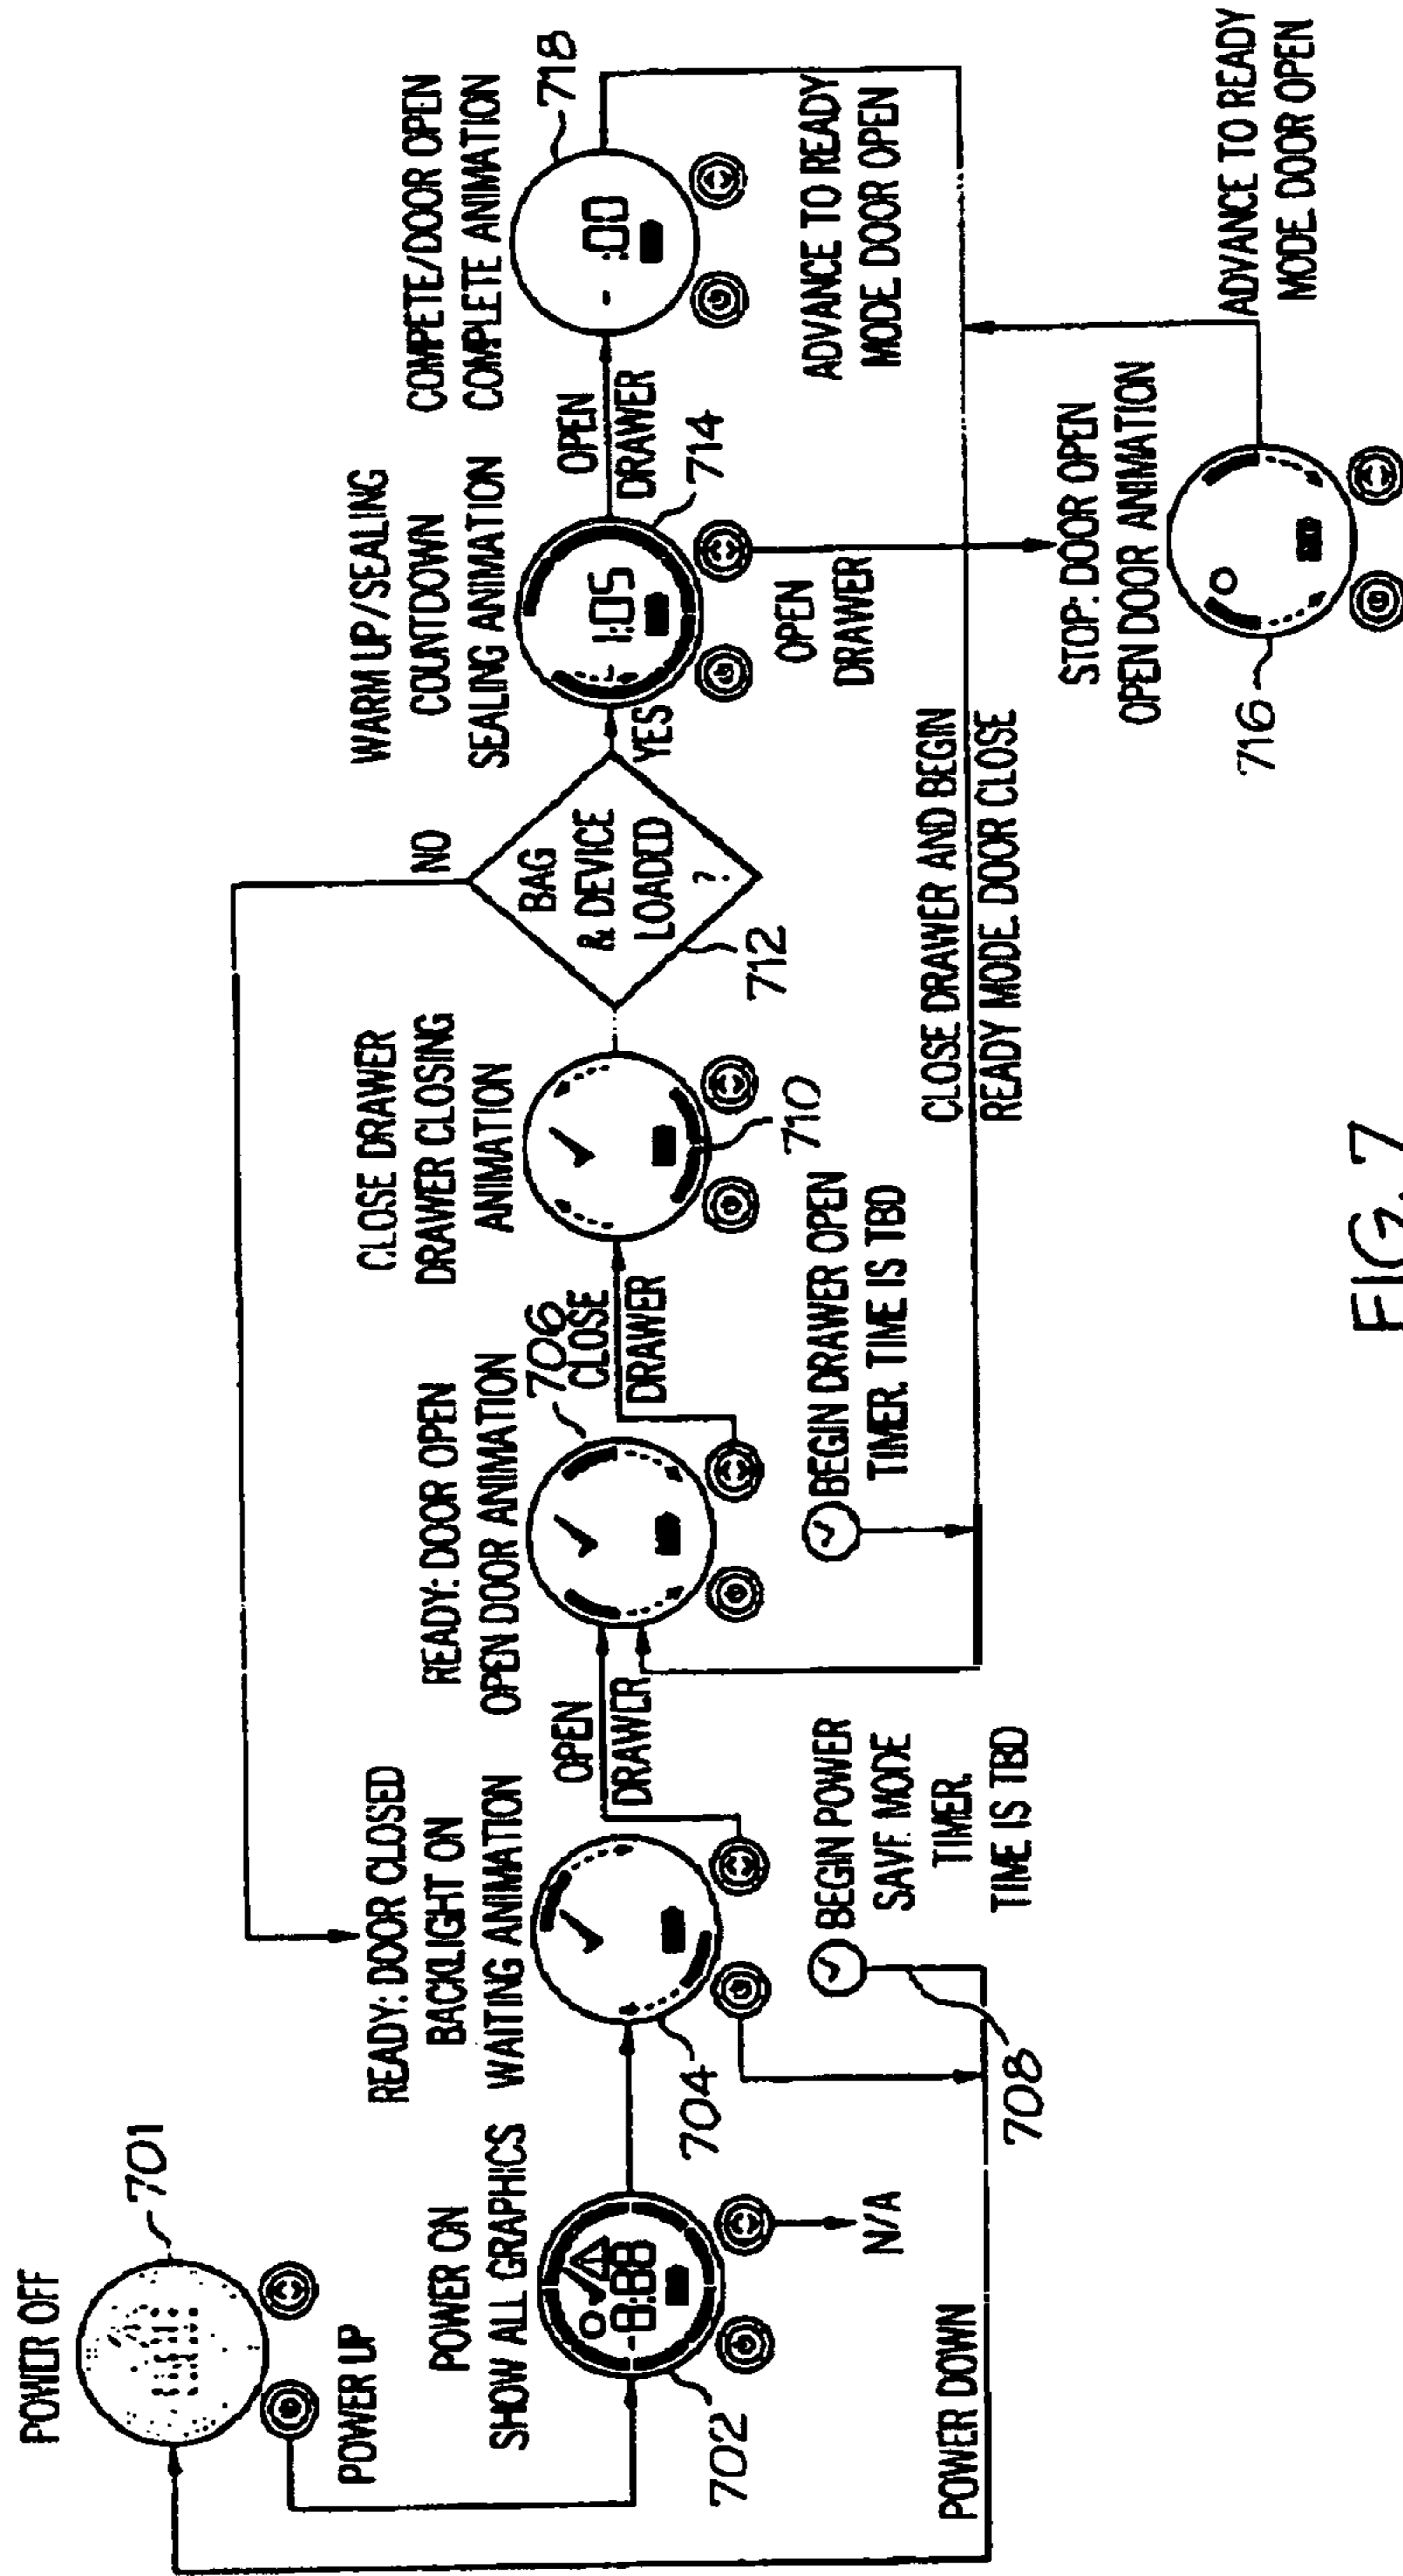 POWER OFF
701
POWER UP
POWER ON
SHOW ALL GRAPHICS
-8:88
702
N/A
POWER DOWN
READY: DOOR CLOSED
BACKLIGHT ON
WAITING ANIMATION
704
BEGIN POWER
SAVE MODE
TIMER.
TIME IS TBD
708
OPEN
DRAWER
READY: DOOR OPEN
OPEN DOOR ANIMATION
706
CLOSE
DRAWER
BEGIN DRAWER OPEN
TIMER. TIME IS TBD
CLOSE DRAWER
DRAWER CLOSING
ANIMATION
710
BAG
& DEVICE
LOADED
?
712
NO
YES
WARM UP/SEALING
COUNTDOWN
SEALING ANIMATION
- 1:05
714
OPEN
DRAWER
OPEN
DRAWER
COMPETE/DOOR OPEN
COMPLETE ANIMATION
718
- :00
ADVANCE TO READY
MODE DOOR OPEN
CLOSE DRAWER AND BEGIN
READY MODE. DOOR CLOSE
STOP: DOOR OPEN
OPEN DOOR ANIMATION
716
ADVANCE TO READY
MODE DOOR OPEN
FIG. 7